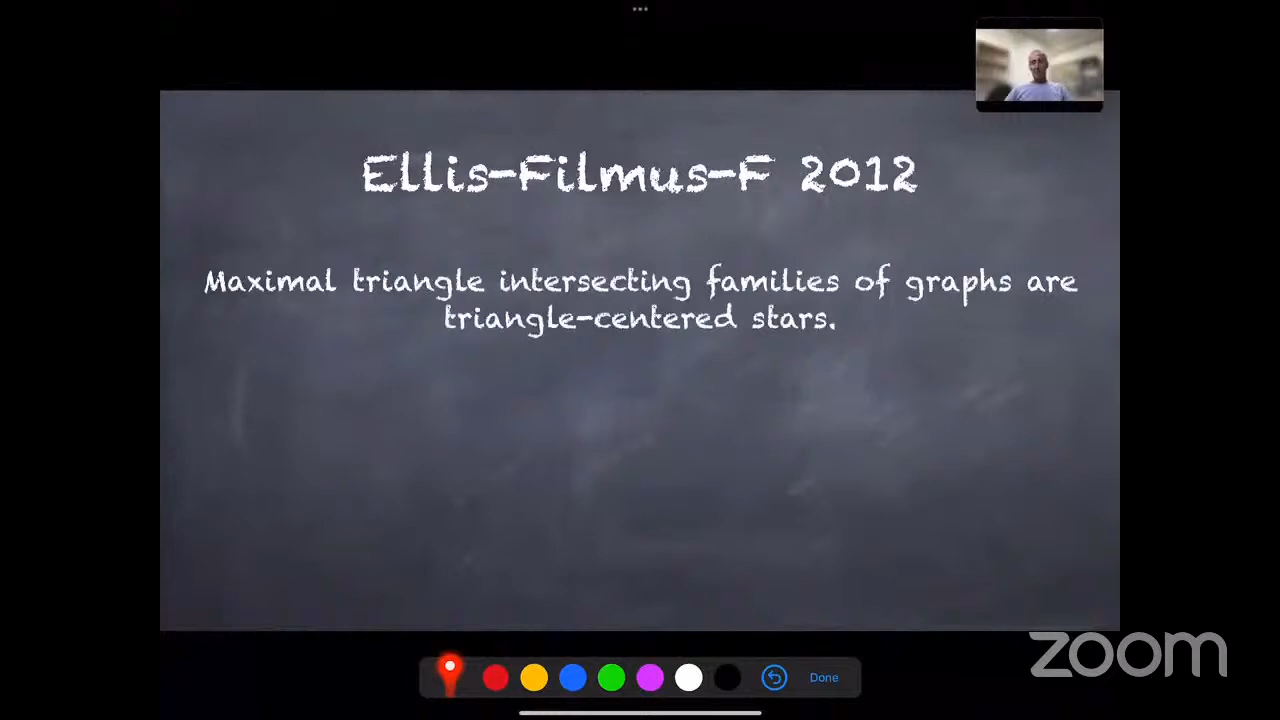 Ellis-Filmus-F 2012
Maximal triangle intersecting families of graphs are
triangle-centered stars.
Done
zoom